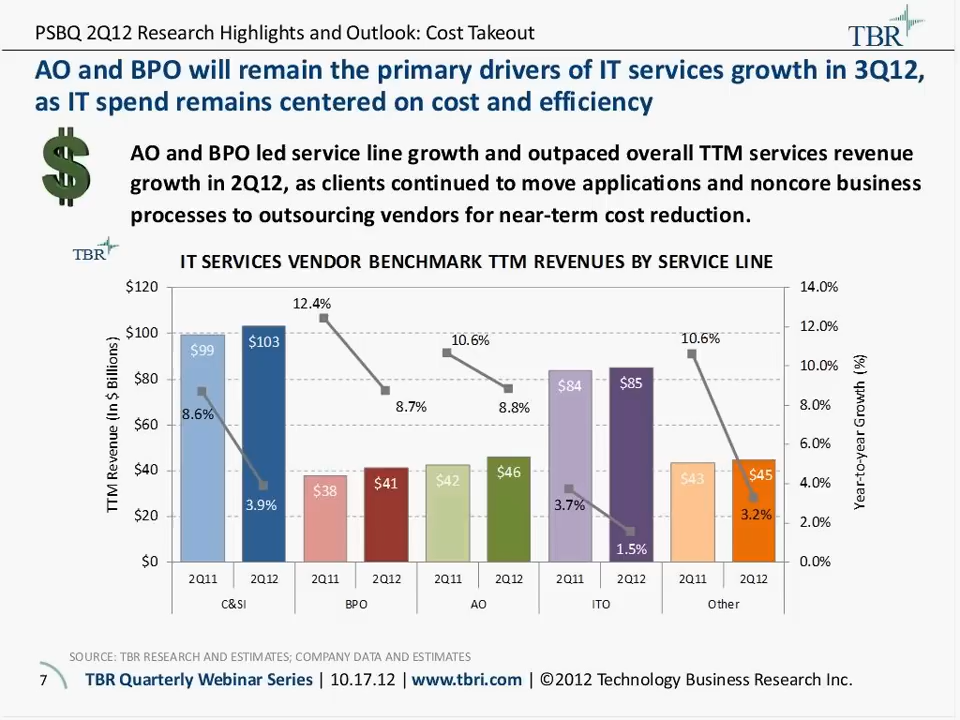 PSBQ 2Q12 Research Highlights and Outlook: Cost Takeout
TBR
AO and BPO will remain the primary drivers of IT services growth in 3Q12,
as IT spend remains centered on cost and efficiency
$
AO and BPO led service line growth and outpaced overall TTM services revenue
growth in 2Q12, as clients continued to move applications and noncore business
processes to outsourcing vendors for near-term cost reduction.
TBR
IT SERVICES VENDOR BENCHMARK TTM REVENUES BY SERVICE LINE
TTM Revenue (In $ Billions)
$120
$100
$80
$60
$40
$20
$0
$99
$103
$38
$41
$42
$46
$84
$85
$43
$45
8.6%
3.9%
12.4%
8.7%
10.6%
8.8%
3.7%
1.5%
10.6%
3.2%
14.0%
12.0%
10.0%
8.0%
6.0%
4.0%
2.0%
0.0%
Year-to-year Growth (%)
2Q11 2Q12 2Q11 2Q12 2Q11 2Q12 2Q11 2Q12 2Q11 2Q12
C&SI BPO AO ITO Other
SOURCE: TBR RESEARCH AND ESTIMATES; COMPANY DATA AND ESTIMATES
7 TBR Quarterly Webinar Series | 10.17.12 | www.tbri.com | ©2012 Technology Business Research Inc.